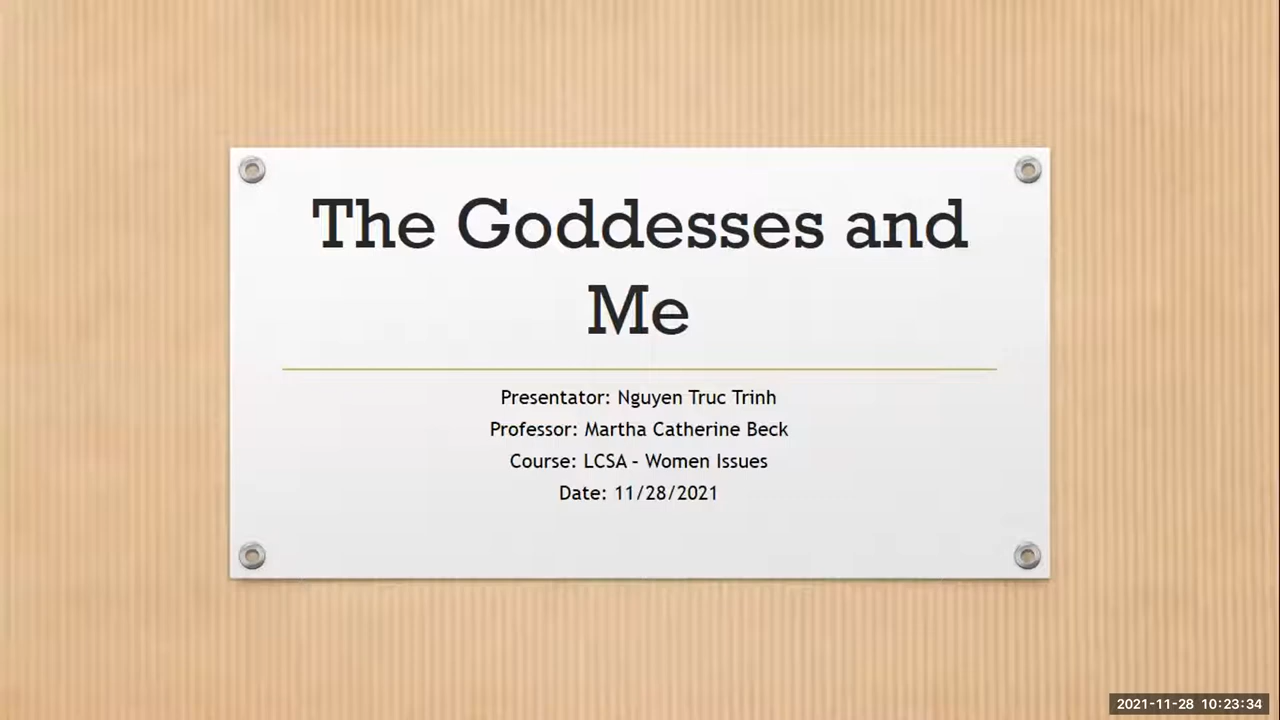 The Goddesses and
Me
Presentator: Nguyen Truc Trinh
Professor: Martha Catherine Beck
Course: LCSA – Women Issues
Date: 11/28/2021
2021-11-28 10:23:34